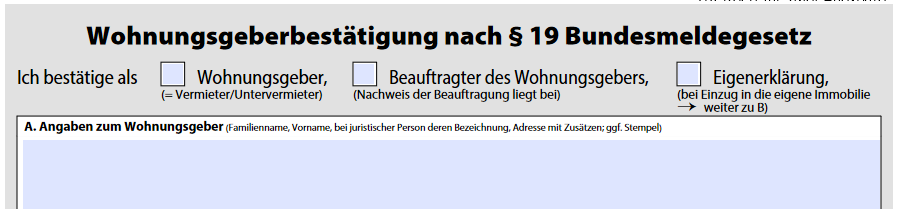 Wohnungsgeberbestätigung nach § 19 Bundesmeldegesetz
Ich bestätige als Wohnungsgeber, Beauftragter des Wohnungsgebers, Eigenerklärung,
(= Vermieter/Untervermieter) (Nachweis der Beauftragung liegt bei) (bei Einzug in die eigene Immobilie
→ weiter zu B)
A. Angaben zum Wohnungsgeber (Familienname, Vorname, bei juristischer Person deren Bezeichnung, Adresse mit Zusätzen; ggf. Stempel)